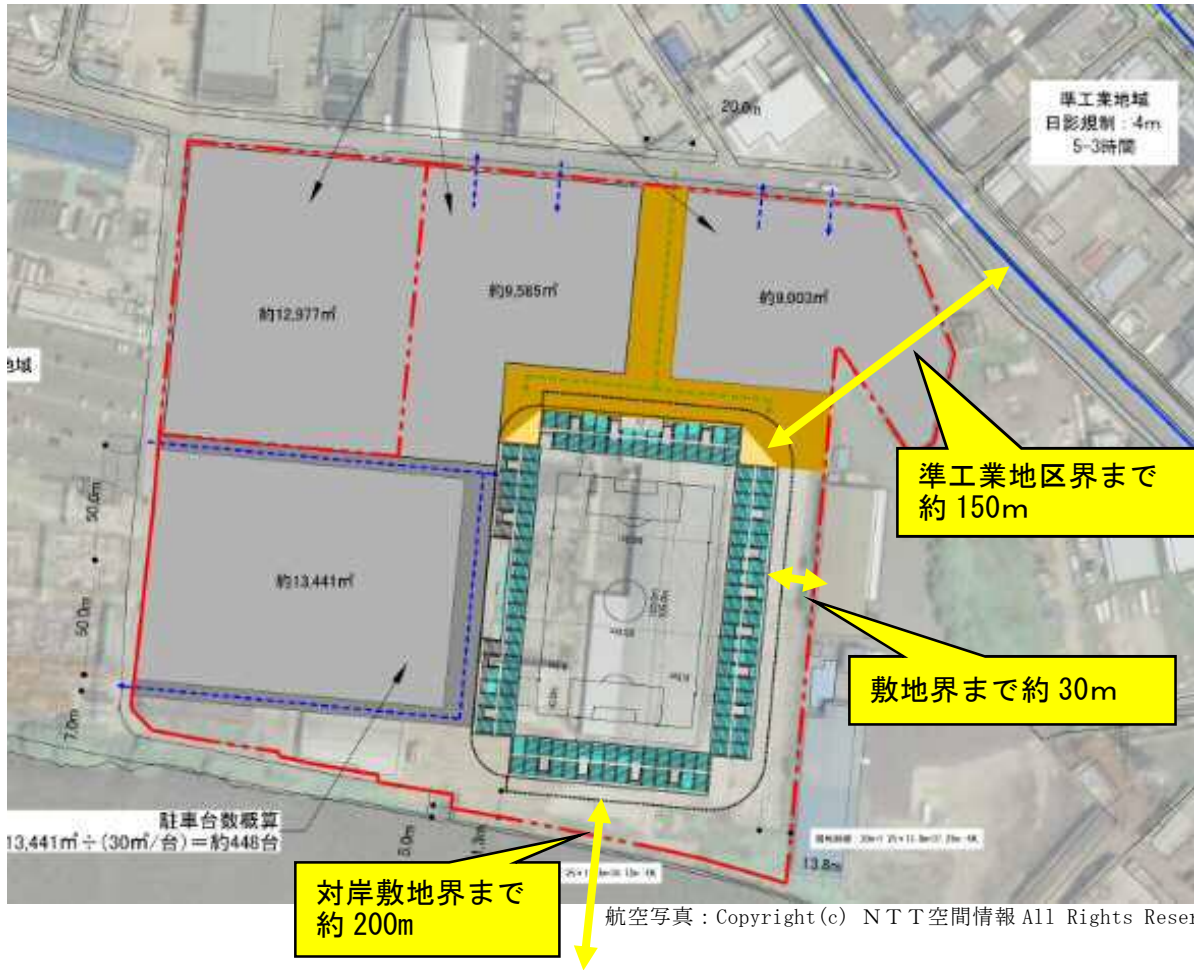 20.0m
準工業地域
日影規制：4m
5-3時間
約12,977㎡
約9,585㎡
約9,003㎡
地域
準工業地区界まで
約150m
50.0m
約13,441㎡
50.0m
敷地界まで約30m
7.0m
駐車台数概算
13,441㎡÷(30㎡/台)＝約448台
5.0m
13.8m
対岸敷地界まで
約200m
航空写真：Copyright(c) ＮＴＴ空間情報 All Rights Reser